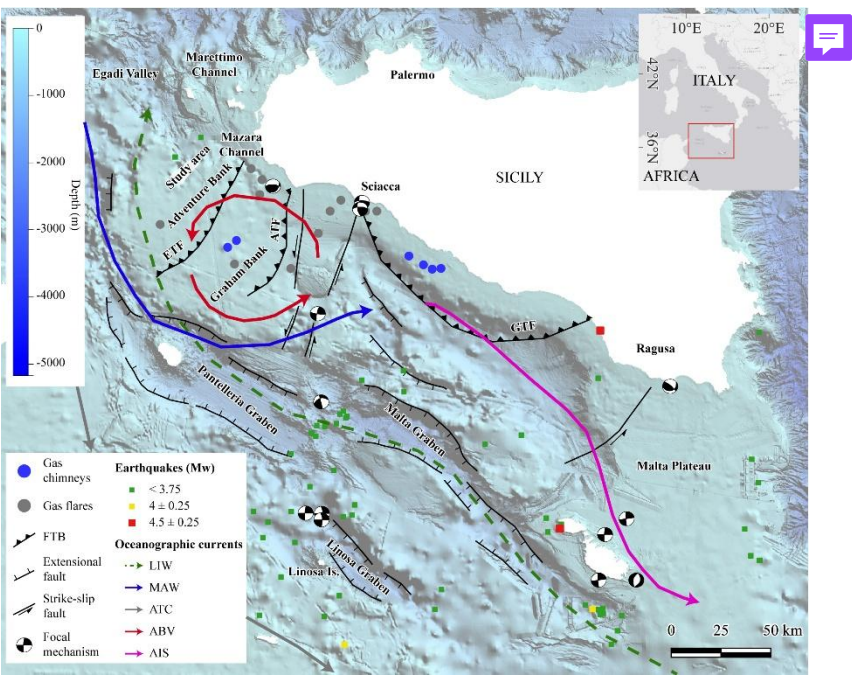 0
-1000
-2000
-3000
-4000
-5000
Depth (m)
Marettimo
Channel
Egadi Valley
Palermo
10°E
20°E
42°N
36°N
ITALY
AFRICA
Mazara
Channel
Study area
Adventure Bank
Sciacca
SICILY
ETF
ATF
Graham Bank
GTF
Ragusa
Pantelleria Graben
Malta Graben
Malta Plateau
Linosa Is.
Linosa Graben
Gas
chimneys
Gas flares
FTB
Extensional
fault
Strike-slip
fault
Focal
mechanism
Earthquakes (Mw)
< 3.75
4 ± 0.25
4.5 ± 0.25
Oceanographic currents
LIW
MAW
ATC
ABV
AIS
0 25 50 km